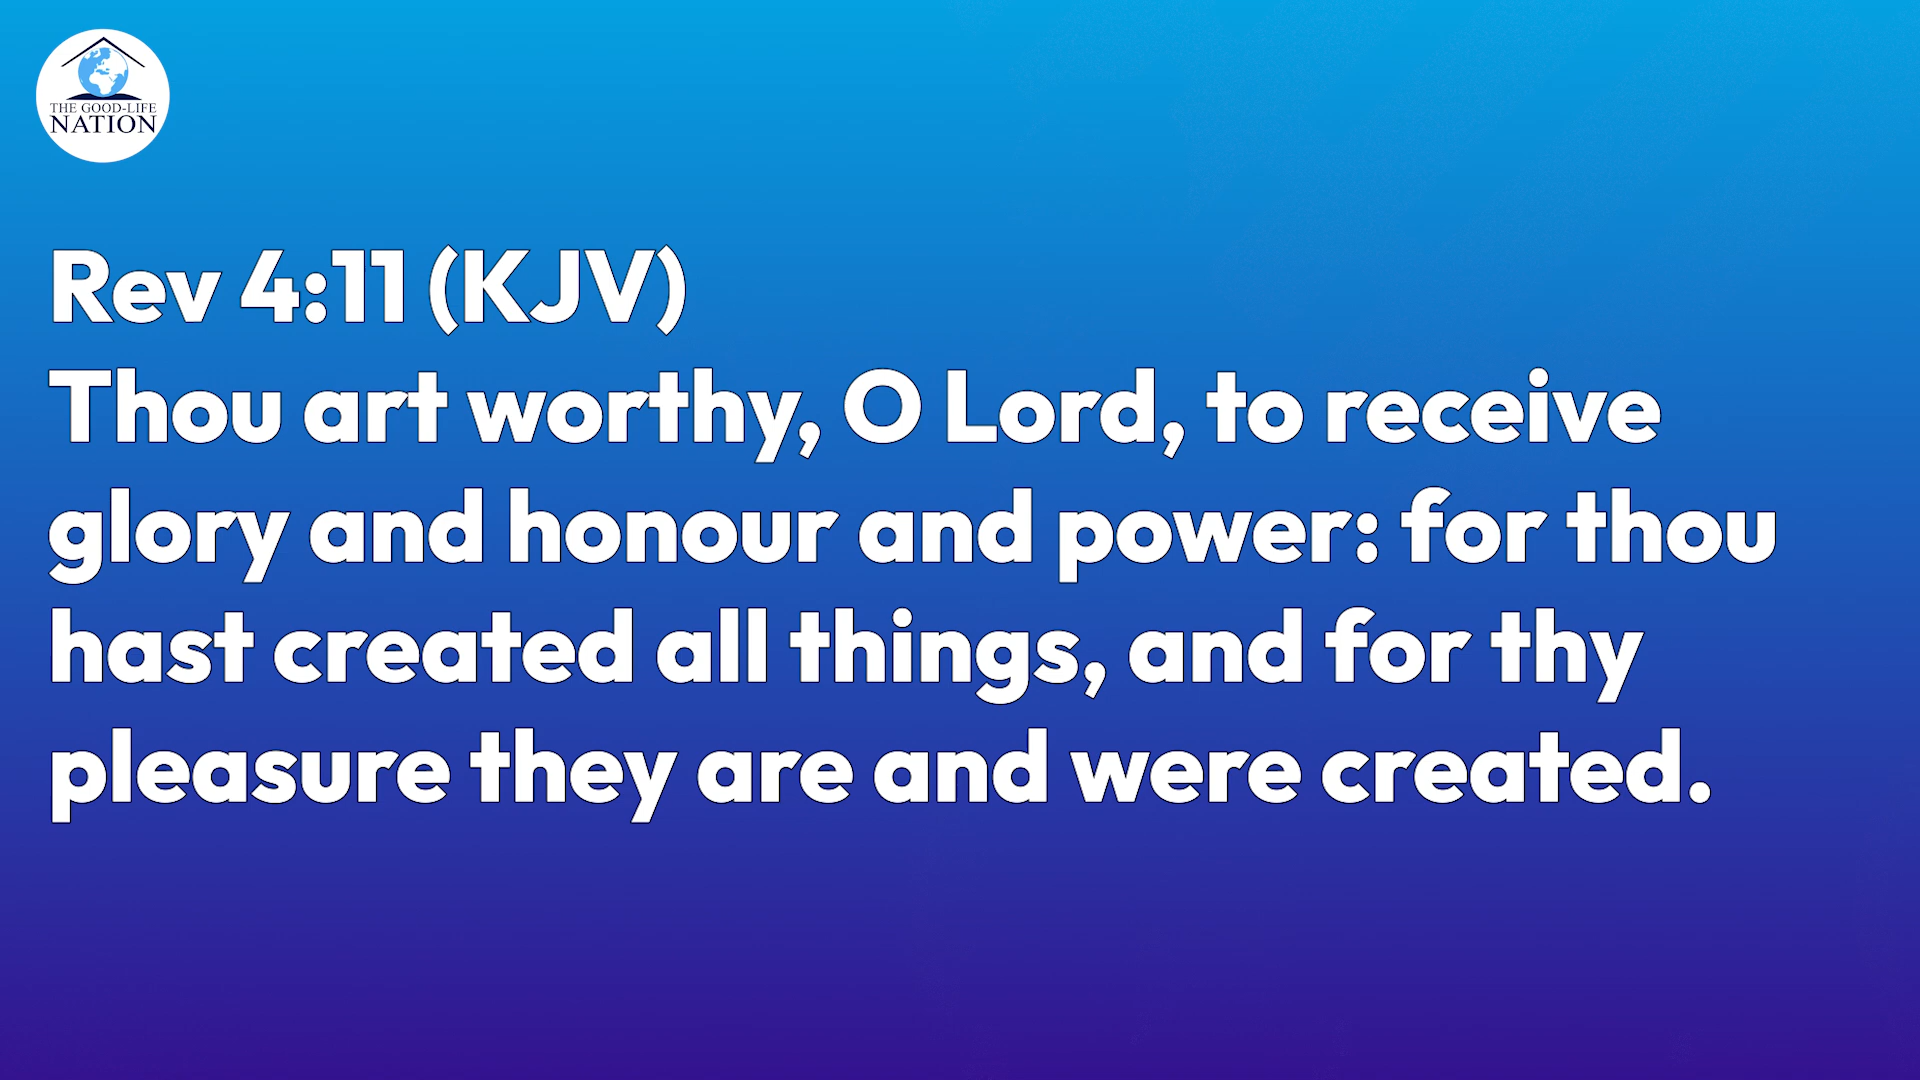 THE GOOD-LIFE
NATION
Rev 4:11 (KJV)
Thou art worthy, O Lord, to receive
glory and honour and power: for thou
hast created all things, and for thy
pleasure they are and were created.